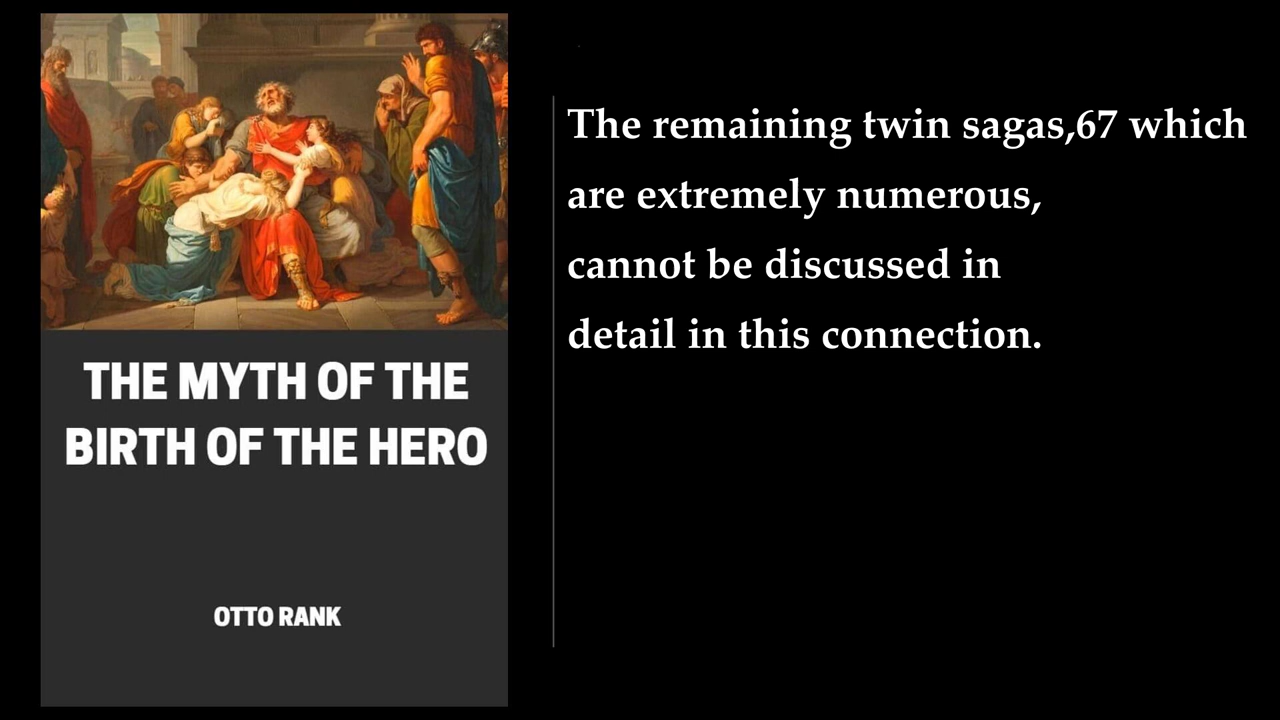 THE MYTH OF THE
BIRTH OF THE HERO
OTTO RANK
The remaining twin sagas,67 which
are extremely numerous,
cannot be discussed in
detail in this connection.